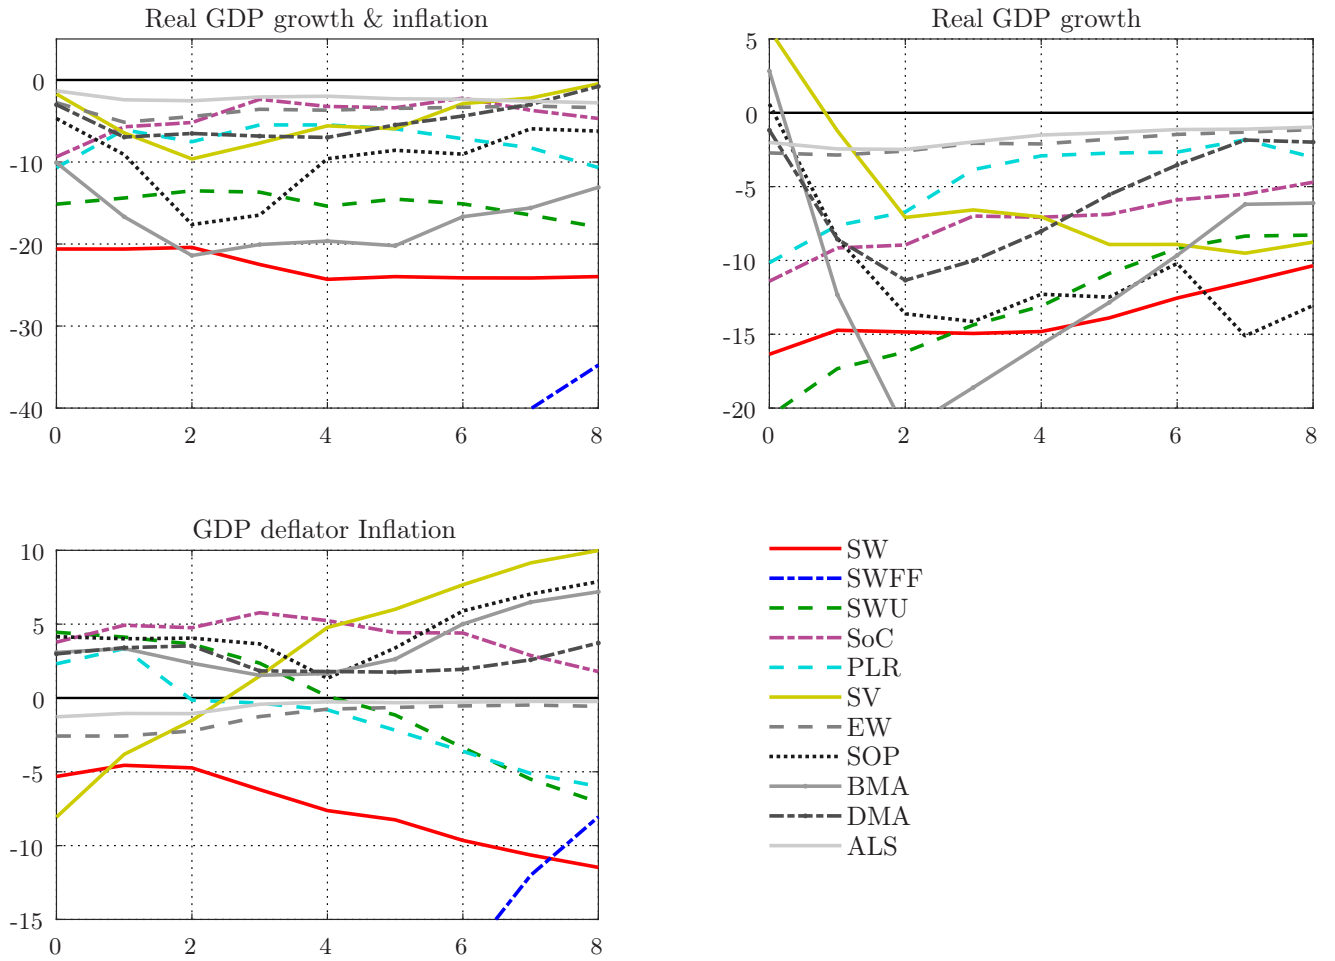 Real GDP growth & inflation
0
-10
-20
-30
-40
0 2 4 6 8
Real GDP growth
5
0
-5
-10
-15
-20
0 2 4 6 8
GDP deflator Inflation
10
5
0
-5
-10
-15
0 2 4 6 8
SW
SWFF
SWU
SoC
PLR
SV
EW
SOP
BMA
DMA
ALS